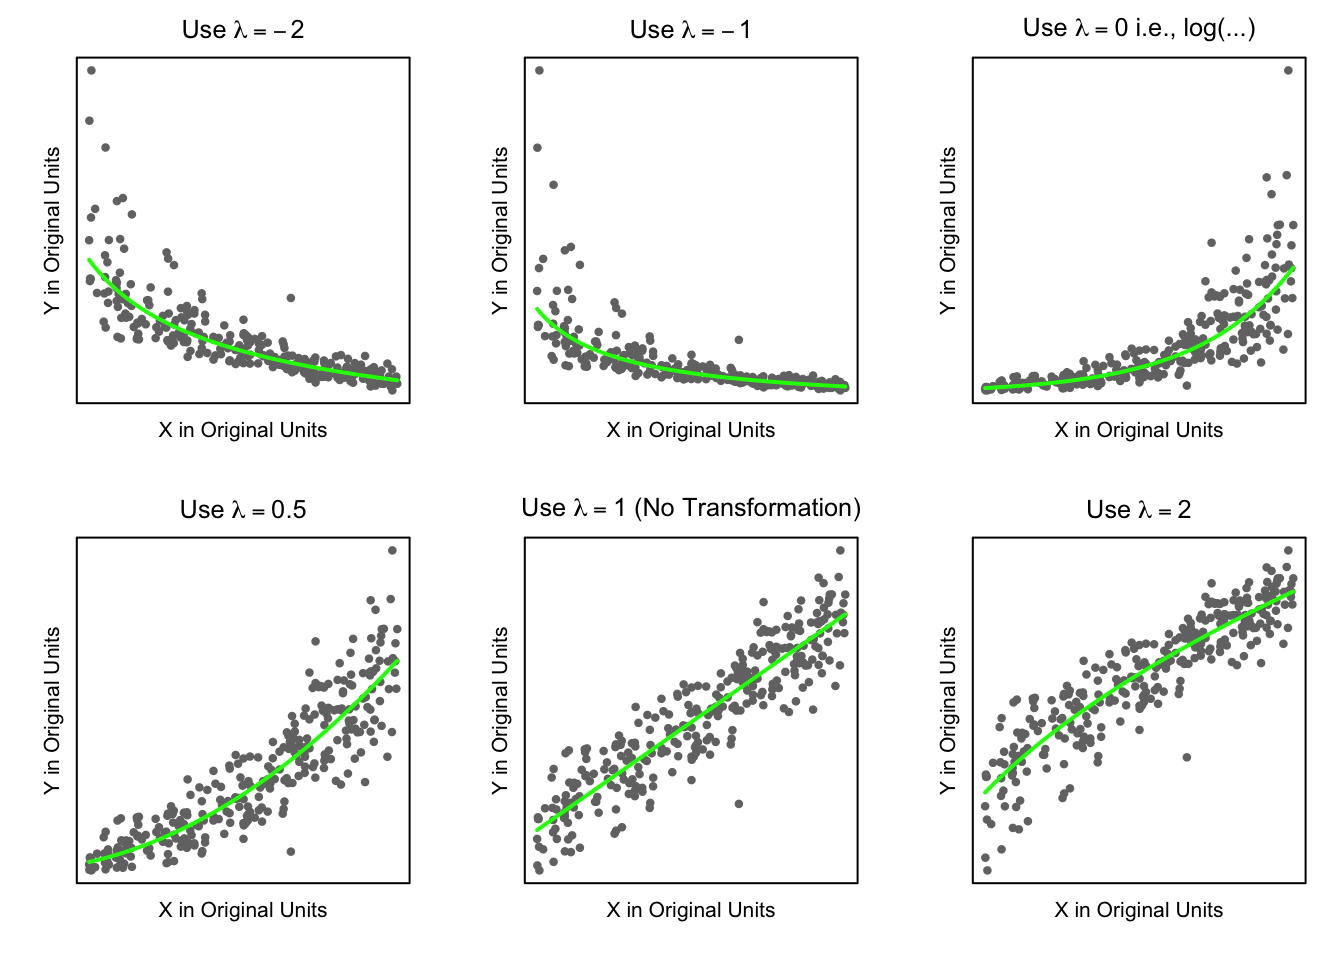 Use λ = − 2
Y in Original Units
X in Original Units
Use λ = − 1
Y in Original Units
X in Original Units
Use λ = 0 i.e., log(...)
Y in Original Units
X in Original Units
Use λ = 0.5
Y in Original Units
X in Original Units
Use λ = 1 (No Transformation)
Y in Original Units
X in Original Units
Use λ = 2
Y in Original Units
X in Original Units